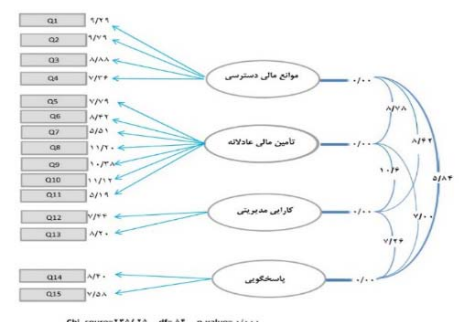 Q1 ۹/۲۹
Q2 ۹/۷۹
Q3 ۸/۸۸
Q4 ۷/۳۶
موانع مالی دسترسی ۰/۰۰
Q5 ۷/۷۹
Q6 ۸/۴۲
Q7 ۵/۵۱
Q8 ۱۱/۲۰
Q9 ۱۰/۳۸
Q10 ۱۱/۱۲
Q11 ۵/۱۹
تأمین مالی عادلانه ۰/۰۰
Q12 ۷/۴۴
Q13 ۸/۲۰
کارایی مدیریتی ۰/۰۰
Q14 ۸/۴۰
Q15 ۷/۵۸
پاسخگویی ۰/۰۰
۸/۷۸
۸/۴۲
۵/۸۴
۱۰/۶
۷/۰۰
۷/۲۶